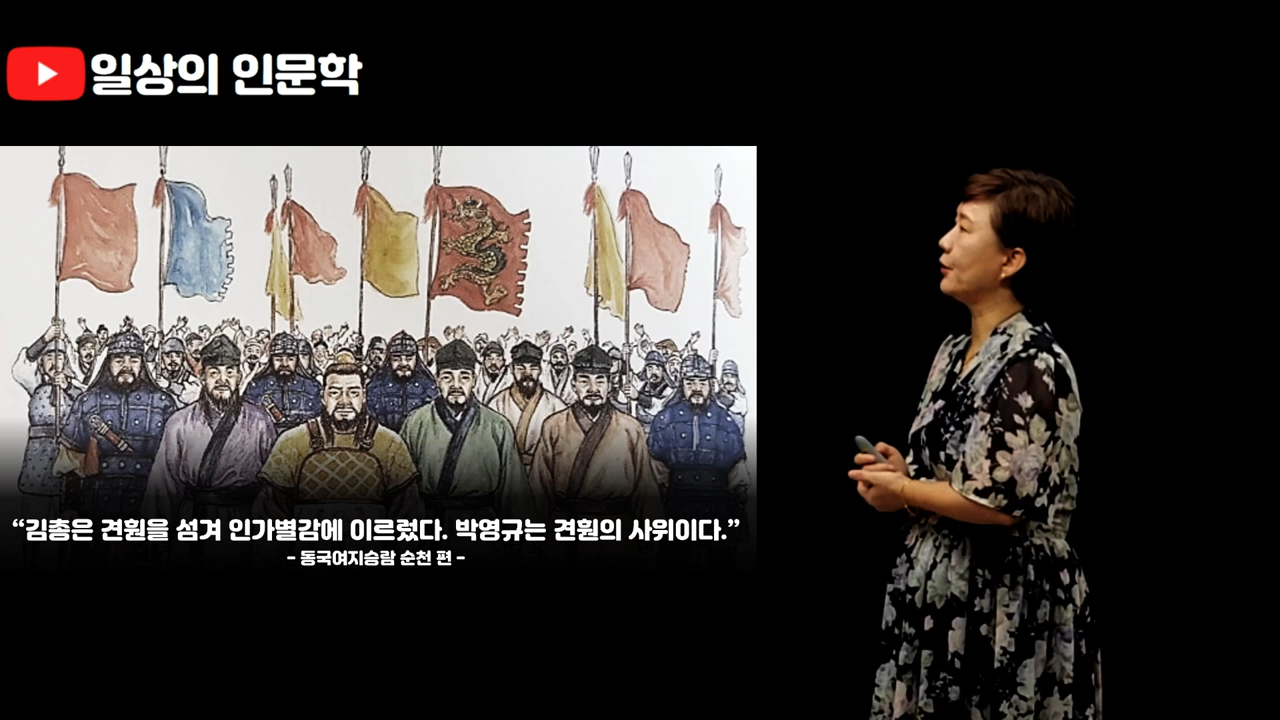 일상의 인문학
“김총은 견훤을 섬겨 인가별감에 이르렀다. 박영규는 견훤의 사위이다.”
- 동국여지승람 순천 편 -